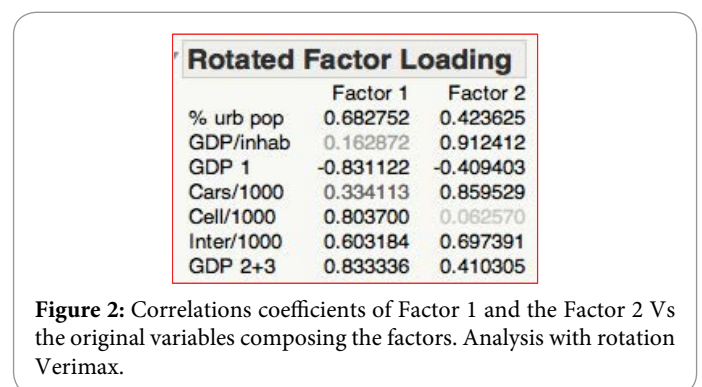 Rotated Factor Loading
Factor 1 Factor 2
% urb pop 0.682752 0.423625
GDP/inhab 0.162872 0.912412
GDP 1 -0.831122 -0.409403
Cars/1000 0.334113 0.859529
Cell/1000 0.803700 0.062570
Inter/1000 0.603184 0.697391
GDP 2+3 0.833336 0.410305
Figure 2: Correlations coefficients of Factor 1 and the Factor 2 Vs
the original variables composing the factors. Analysis with rotation
Verimax.